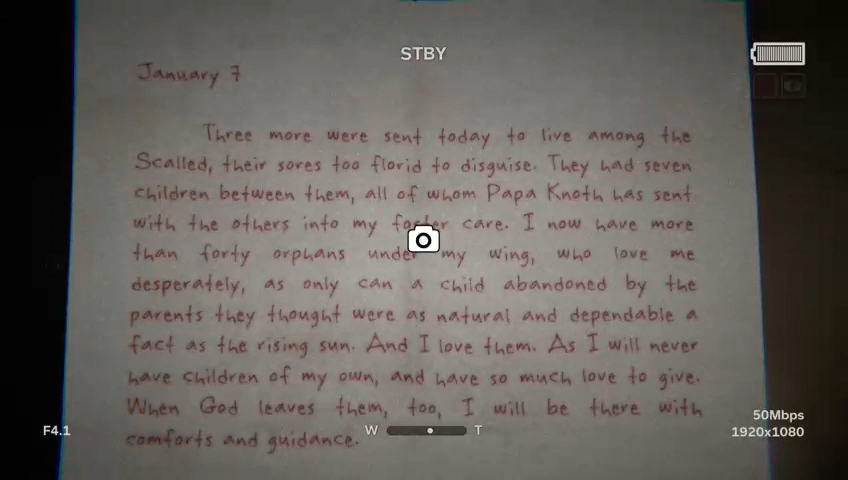 STBY
January 7
Three more were sent today to live among the
Scalled, their sores too florid to disguise. They had seven
children between them, all of whom Papa Knoth has sent
with the others into my foster care. I now have more
than forty orphans under my wing, who love me
desperately, as only can a child abandoned by the
parents they thought were as natural and dependable a
fact as the rising sun. And I love them. As I will never
have children of my own, and have so much love to give.
When God leaves them, too, I will be there with
comforts and guidance.
F4.1
W T
50Mbps
1920x1080